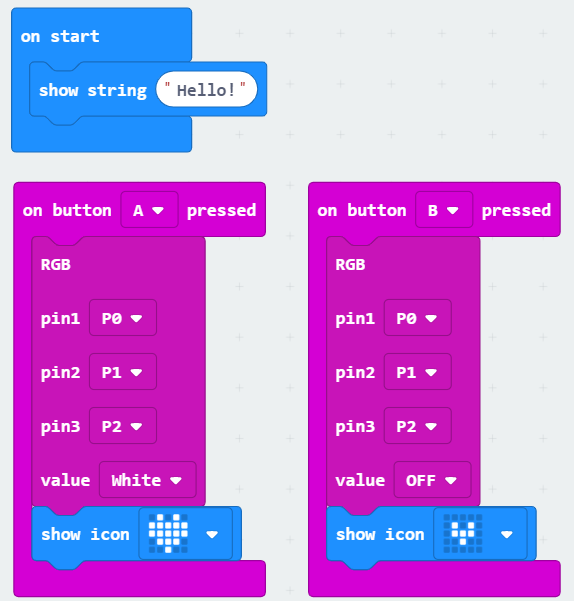 on start
show string " Hello! "
on button A pressed
RGB
pin1 P0
pin2 P1
pin3 P2
value White
show icon
on button B pressed
RGB
pin1 P0
pin2 P1
pin3 P2
value OFF
show icon